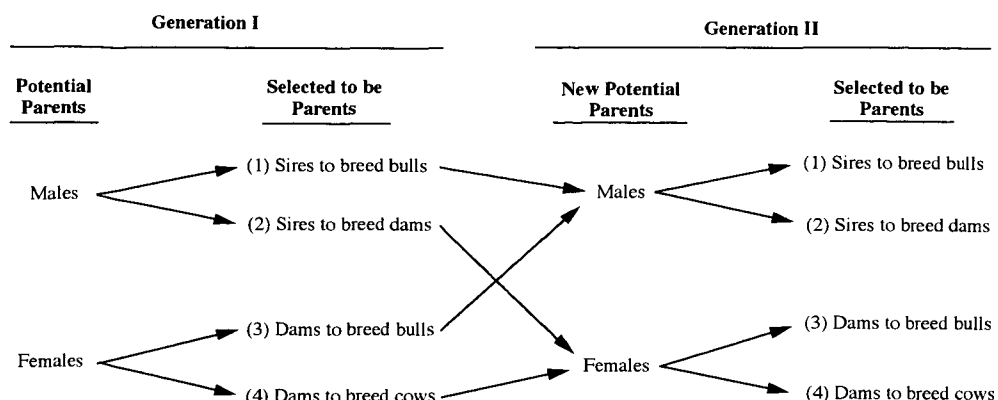 Generation I
Generation II
Potential
Parents
Selected to be
Parents
New Potential
Parents
Selected to be
Parents
Males
(1) Sires to breed bulls
(2) Sires to breed dams
Males
(1) Sires to breed bulls
(2) Sires to breed dams
Females
(3) Dams to breed bulls
(4) Dams to breed cows
Females
(3) Dams to breed bulls
(4) Dams to breed cows